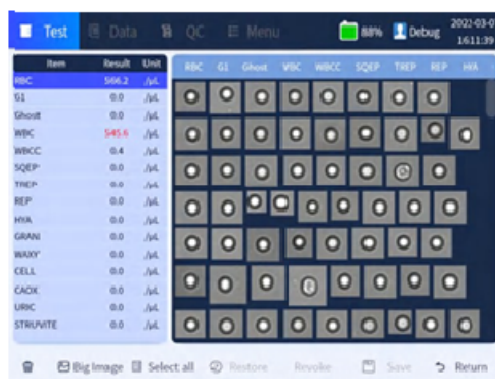 Test Data QC Menu 88% Debug 2022-03-0
16:11:39
Item Result Unit RBC G1 Ghost WBC WBCC SQEP TREP REP HYA
RBC 566.2 /μL
G1 0.0 /μL
Ghost 0.0 /μL
WBC 545.6 /μL
WBCC 0.4 /μL
SQEP 0.0 /μL
TREP 0.0 /μL
REP 0.0 /μL
HYA 0.0 /μL
GRAN 0.0 /μL
WAXY 0.0 /μL
CELL 0.0 /μL
CAOX 0.0 /μL
URIC 0.0 /μL
STRUVITE 0.0 /μL
Big Image Select all Restore Revoke Save Return